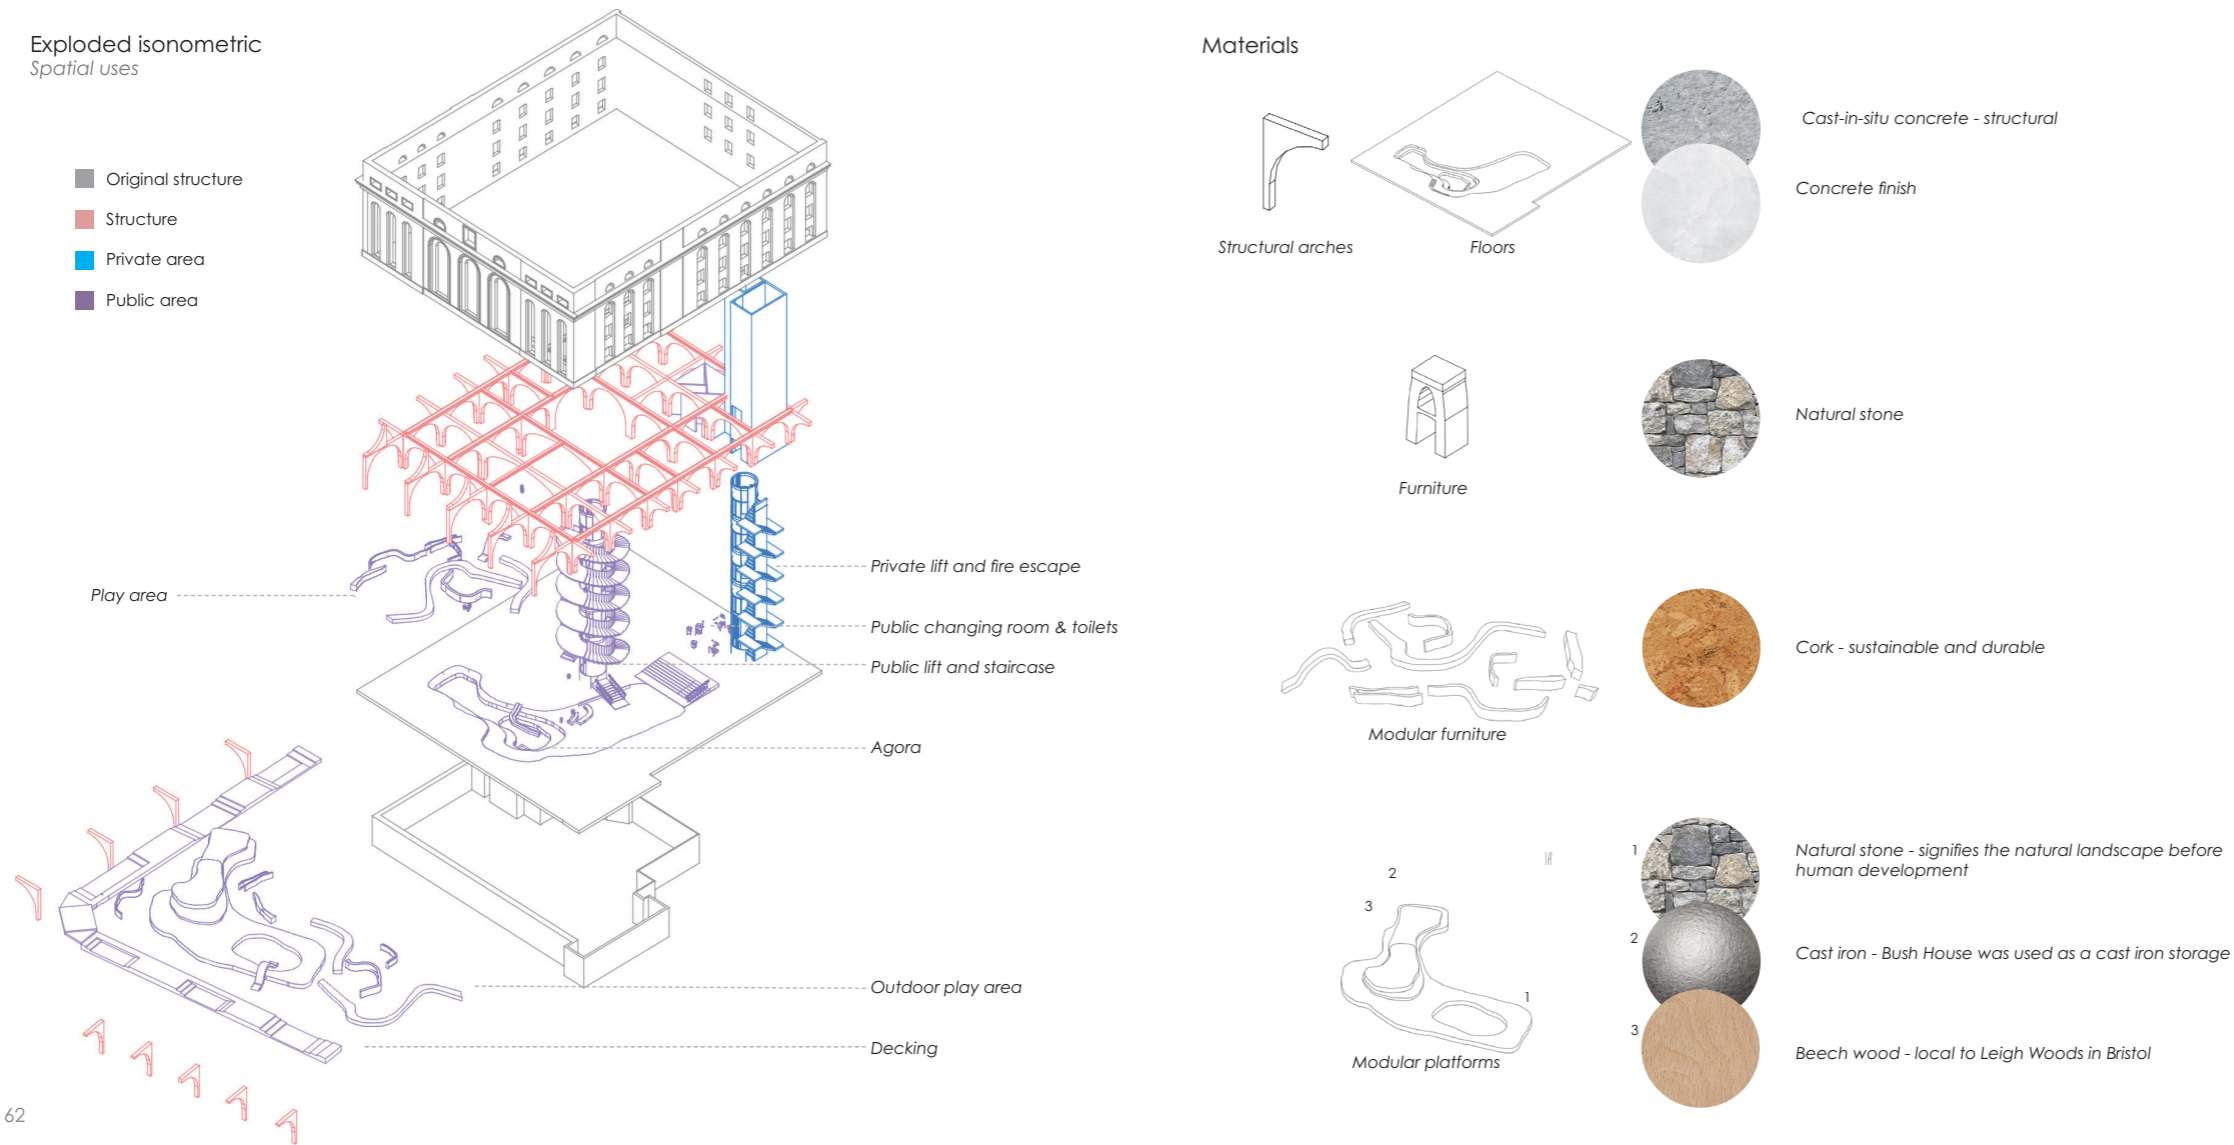 Exploded isonometric
Spatial uses
Original structure
Structure
Private area
Public area
Play area
Private lift and fire escape
Public changing room & toilets
Public lift and staircase
Agora
Outdoor play area
Decking
62
Materials
Structural arches
Floors
Cast-in-situ concrete - structural
Concrete finish
Furniture
Natural stone
Modular furniture
Cork - sustainable and durable
2
3
1
Modular platforms
1
Natural stone - signifies the natural landscape before
human development
2
Cast iron - Bush House was used as a cast iron storage
3
Beech wood - local to Leigh Woods in Bristol